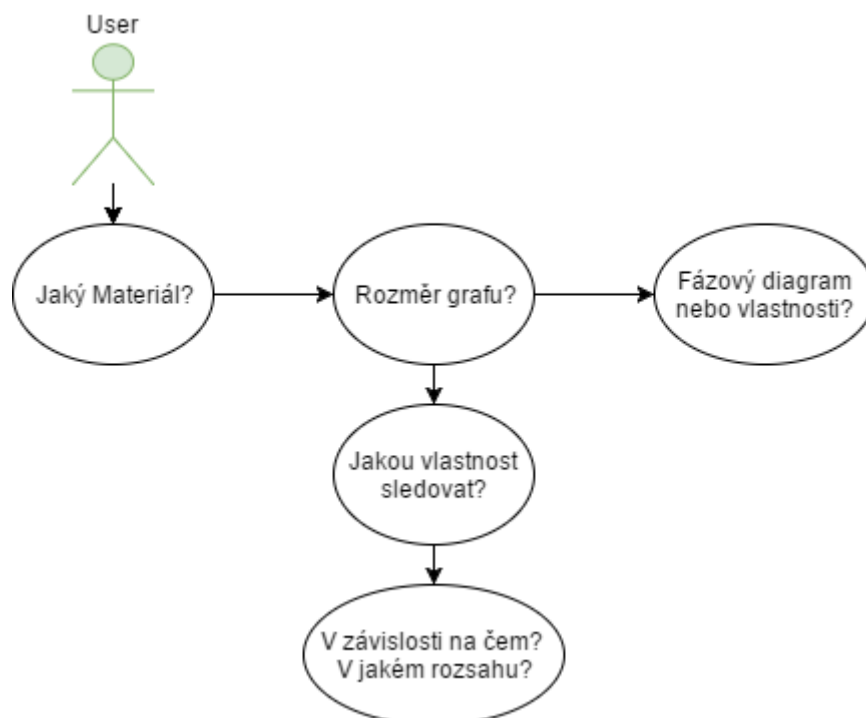 User
Jaký Materiál?
Rozměr grafu?
Fázový diagram
nebo vlastnosti?
Jakou vlastnost
sledovat?
V závislosti na čem?
V jakém rozsahu?